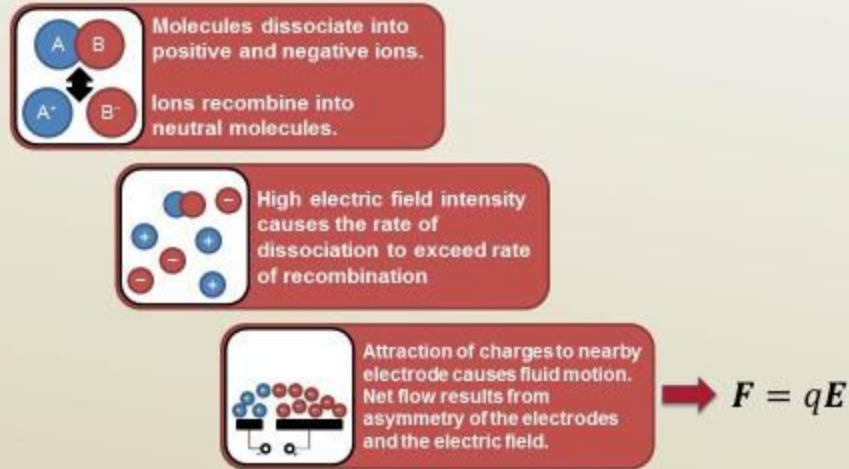 A B
Molecules dissociate into
positive and negative ions.
A⁺ B⁻
Ions recombine into
neutral molecules.
High electric field intensity
causes the rate of
dissociation to exceed rate
of recombination
+ + + − − −
Attraction of charges to nearby
electrode causes fluid motion.
Net flow results from
asymmetry of the electrodes
and the electric field.
F = qE